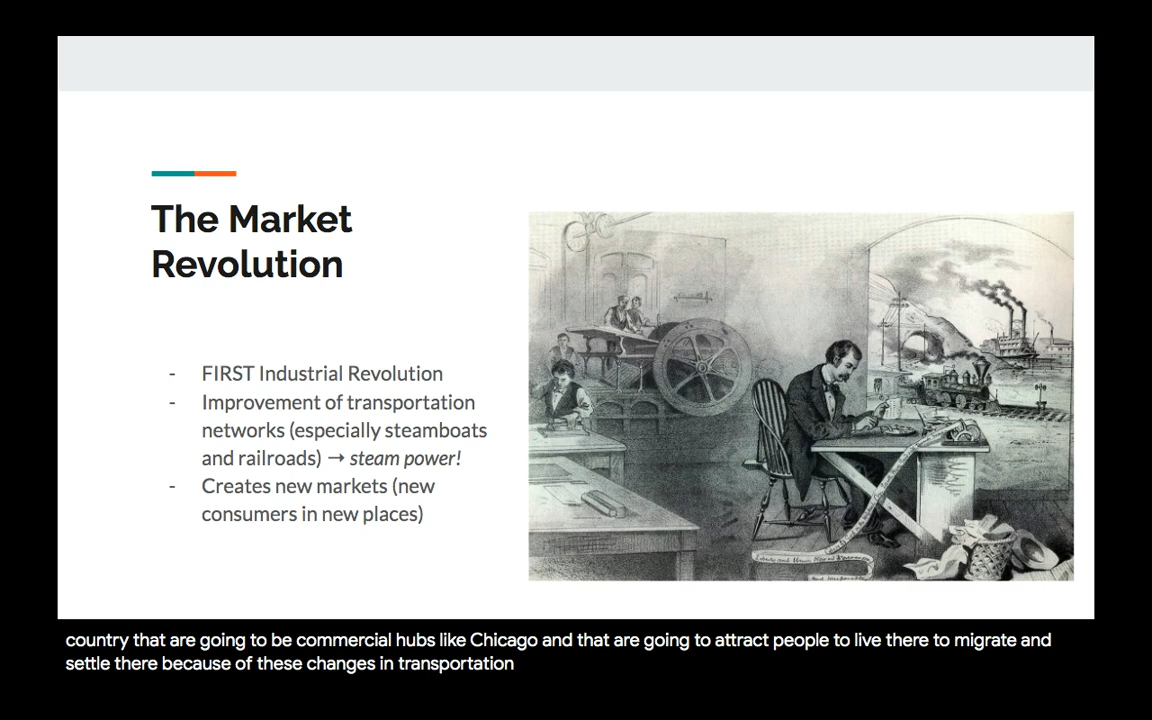 The Market
Revolution
- FIRST Industrial Revolution
- Improvement of transportation
networks (especially steamboats
and railroads) → steam power!
- Creates new markets (new
consumers in new places)
country that are going to be commercial hubs like Chicago and that are going to attract people to live there to migrate and
settle there because of these changes in transportation